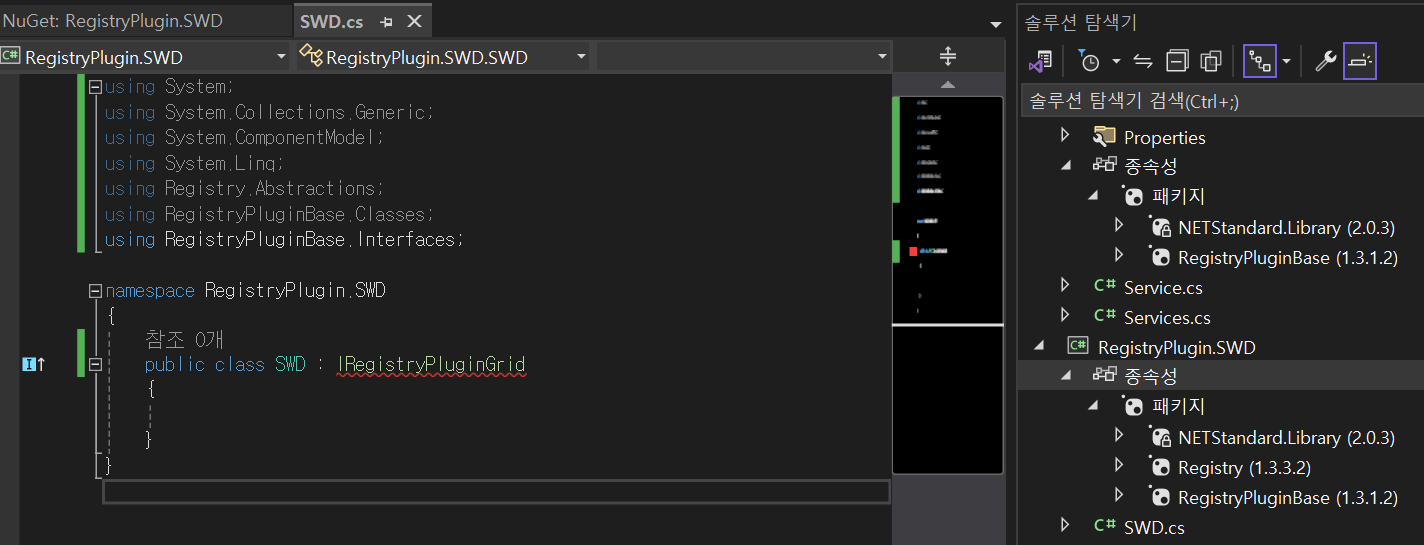 NuGet: RegistryPlugin.SWD
SWD.cs
C# RegistryPlugin.SWD
RegistryPlugin.SWD.SWD
using System;
using System.Collections.Generic;
using System.ComponentModel;
using System.Linq;
using Registry.Abstractions;
using RegistryPluginBase.Classes;
using RegistryPluginBase.Interfaces;
namespace RegistryPlugin.SWD
{
참조 0개
public class SWD : IRegistryPluginGrid
{
}
}
솔루션 탐색기
솔루션 탐색기 검색(Ctrl+;)
Properties
종속성
패키지
NETStandard.Library (2.0.3)
RegistryPluginBase (1.3.1.2)
C# Service.cs
C# Services.cs
C# RegistryPlugin.SWD
종속성
패키지
NETStandard.Library (2.0.3)
Registry (1.3.3.2)
RegistryPluginBase (1.3.1.2)
C# SWD.cs